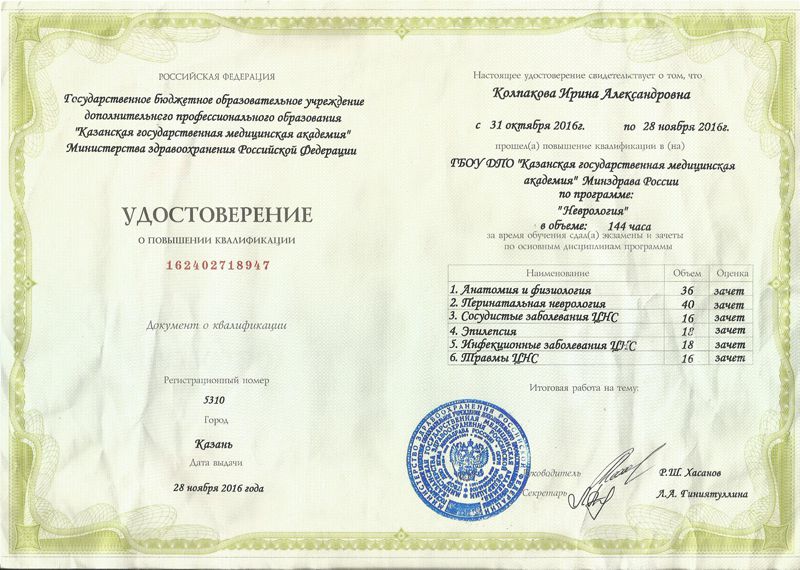 РОССИЙСКАЯ ФЕДЕРАЦИЯ
Государственное бюджетное образовательное учреждение
дополнительнсго профессионального образования
"Казанская государственная медицинская академия"
Министерства здравоохранения Российской Федерации
УДОСТОВЕРЕНИЕ
О ПОВЫШЕНИИ КВАЛИФИКАЦИИ
162402718947
Документ о квалификации
Регистрационный номер
5310
Город
Казань
Дата выдачи
28 ноября 2016 года
Настоящее удостоверение свидетельствует о том, что
Колпакова Ирина Александровна
с 31 октября 2016г. по 28 ноября 2016г.
прошел(а) повышение квалификации в (на)
ГБОУ ДПО "Казанская государственная медицинская
академия" Минздрава России
по программе:
"Неврология"
в объеме: 144 часа
за время обучения сдал(а) экзамены и зачеты
по основным дисциплинам программы
Наименование Объем Оценка
1. Анатомия и физиология 36 зачет
2. Перинатальная неврология 40 зачет
3. Сосудистые заболевания ЦНС 16 зачет
4. Эпилепсия 18 зачет
5. Инфекционные заболевания ЦНС 18 зачет
6. Травмы ЦНС 16 зачет
Итоговая работа на тему:
МИНИСТЕРСТВО ЗДРАВООХРАНЕНИЯ РОССИЙСКОЙ ФЕДЕРАЦИИ
Руководитель Р.Ш. Хасанов
Секретарь Л.А. Гиниятуллина